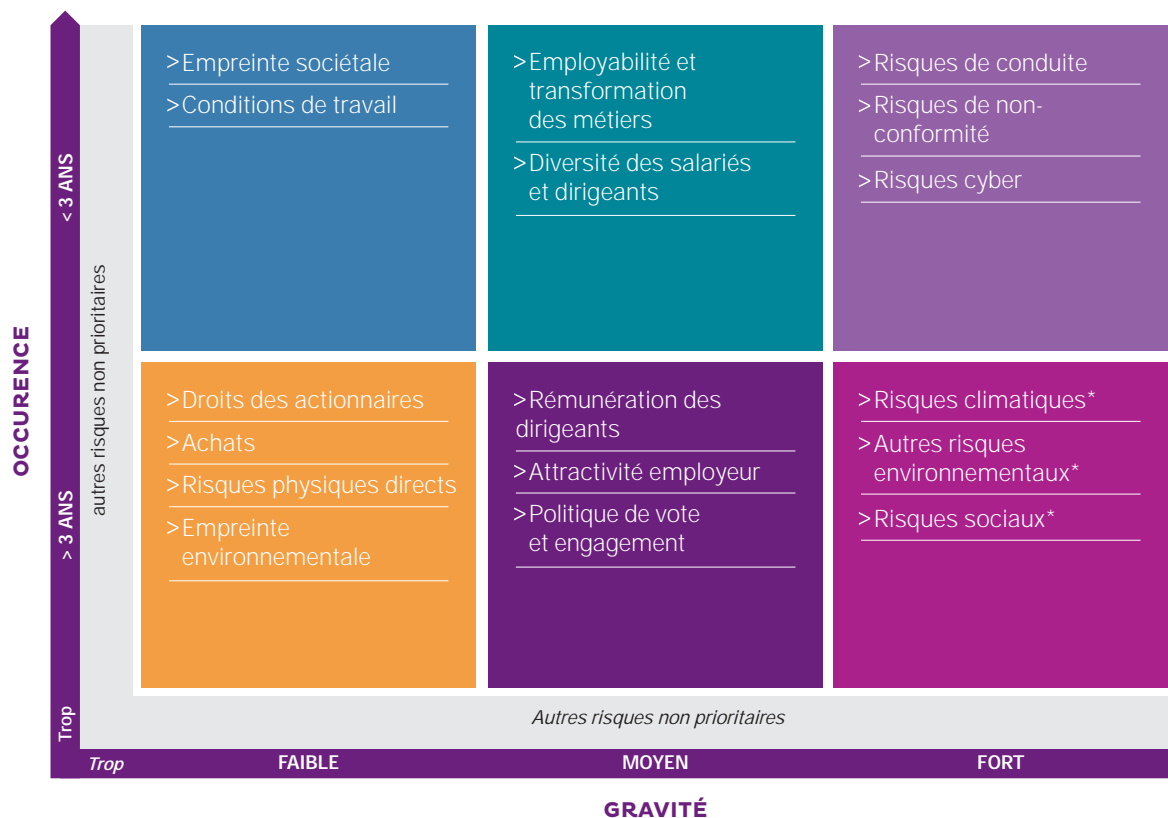 OCCURENCE
< 3 ANS
> 3 ANS
Trop
autres risques non prioritaires
>Empreinte sociétale
>Conditions de travail
>Employabilité et
transformation
des métiers
>Diversité des salariés
et dirigeants
>Risques de conduite
>Risques de non-
conformité
>Risques cyber
>Droits des actionnaires
>Achats
>Risques physiques directs
>Empreinte
environnementale
>Rémunération des
dirigeants
>Attractivité employeur
>Politique de vote
et engagement
>Risques climatiques*
>Autres risques
environnementaux*
>Risques sociaux*
Autres risques non prioritaires
Trop
FAIBLE
MOYEN
FORT
GRAVITÉ